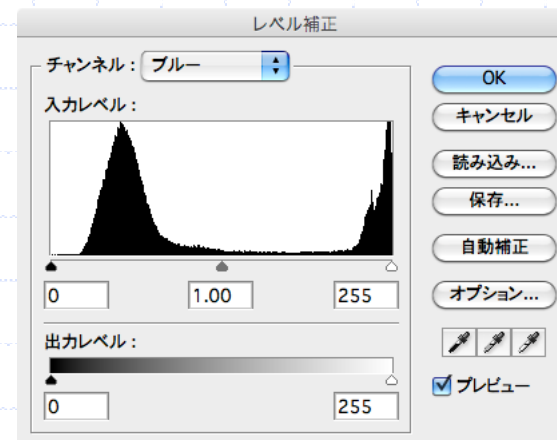 レベル補正
チャンネル : ブルー
OK
入力レベル :
キャンセル
読み込み...
保存...
自動補正
0 1.00 255
オプション...
出力レベル :
プレビュー
0 255